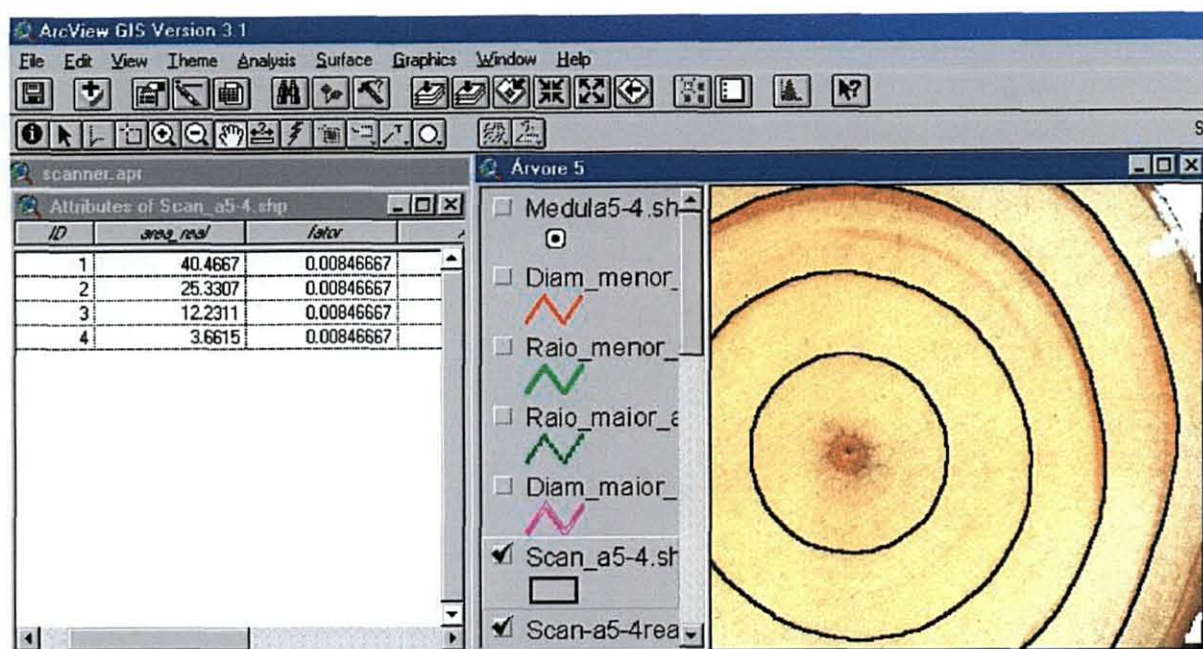 ArcView GIS Version 3.1
File Edit View Theme Analysis Surface Graphics Window Help
S
scanner.apr
Attributes of Scan_a5-4.shp
ID area_real fator
1 40.4667 0.00846667
2 25.3307 0.00846667
3 12.2311 0.00846667
4 3.6615 0.00846667
Árvore 5
Medula5-4.sh
Diam_menor_
Raio_menor_
Raio_maior_a
Diam_maior_
Scan_a5-4.sh
Scan-a5-4rea